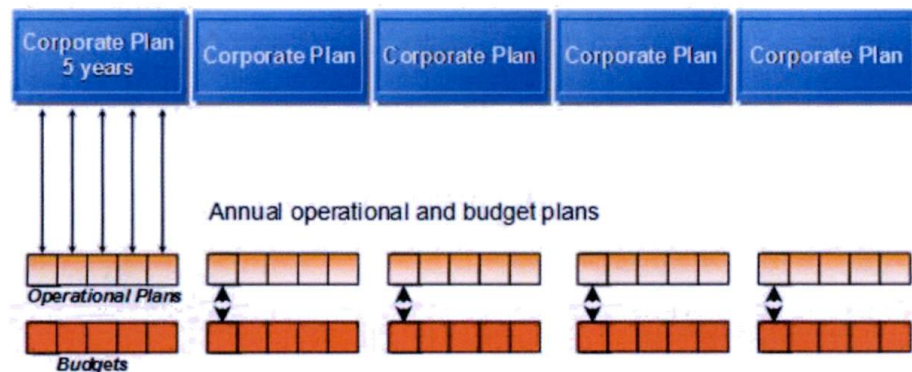 Corporate Plan
5 years
Corporate Plan
Corporate Plan
Corporate Plan
Corporate Plan
Annual operational and budget plans
Operational Plans
Budgets